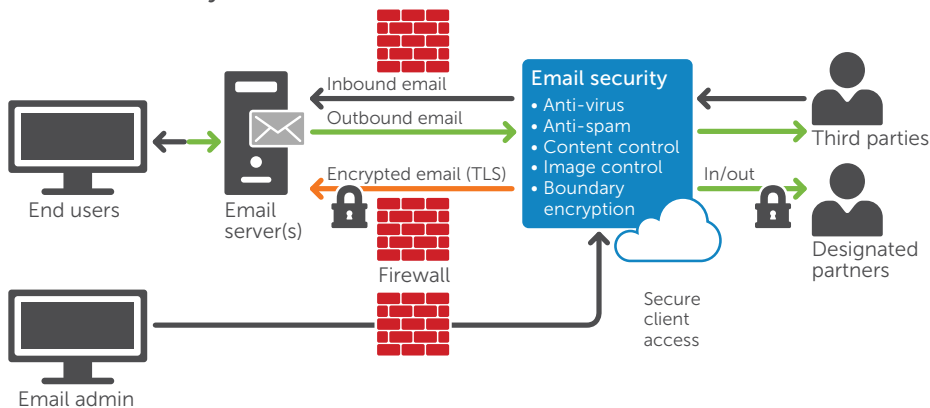 Inbound email
Outbound email
Encrypted email (TLS)
Email security
• Anti-virus
• Anti-spam
• Content control
• Image control
• Boundary
encryption
Third parties
In/out
Designated
partners
End users
Email
server(s)
Firewall
Secure
client
access
Email admin